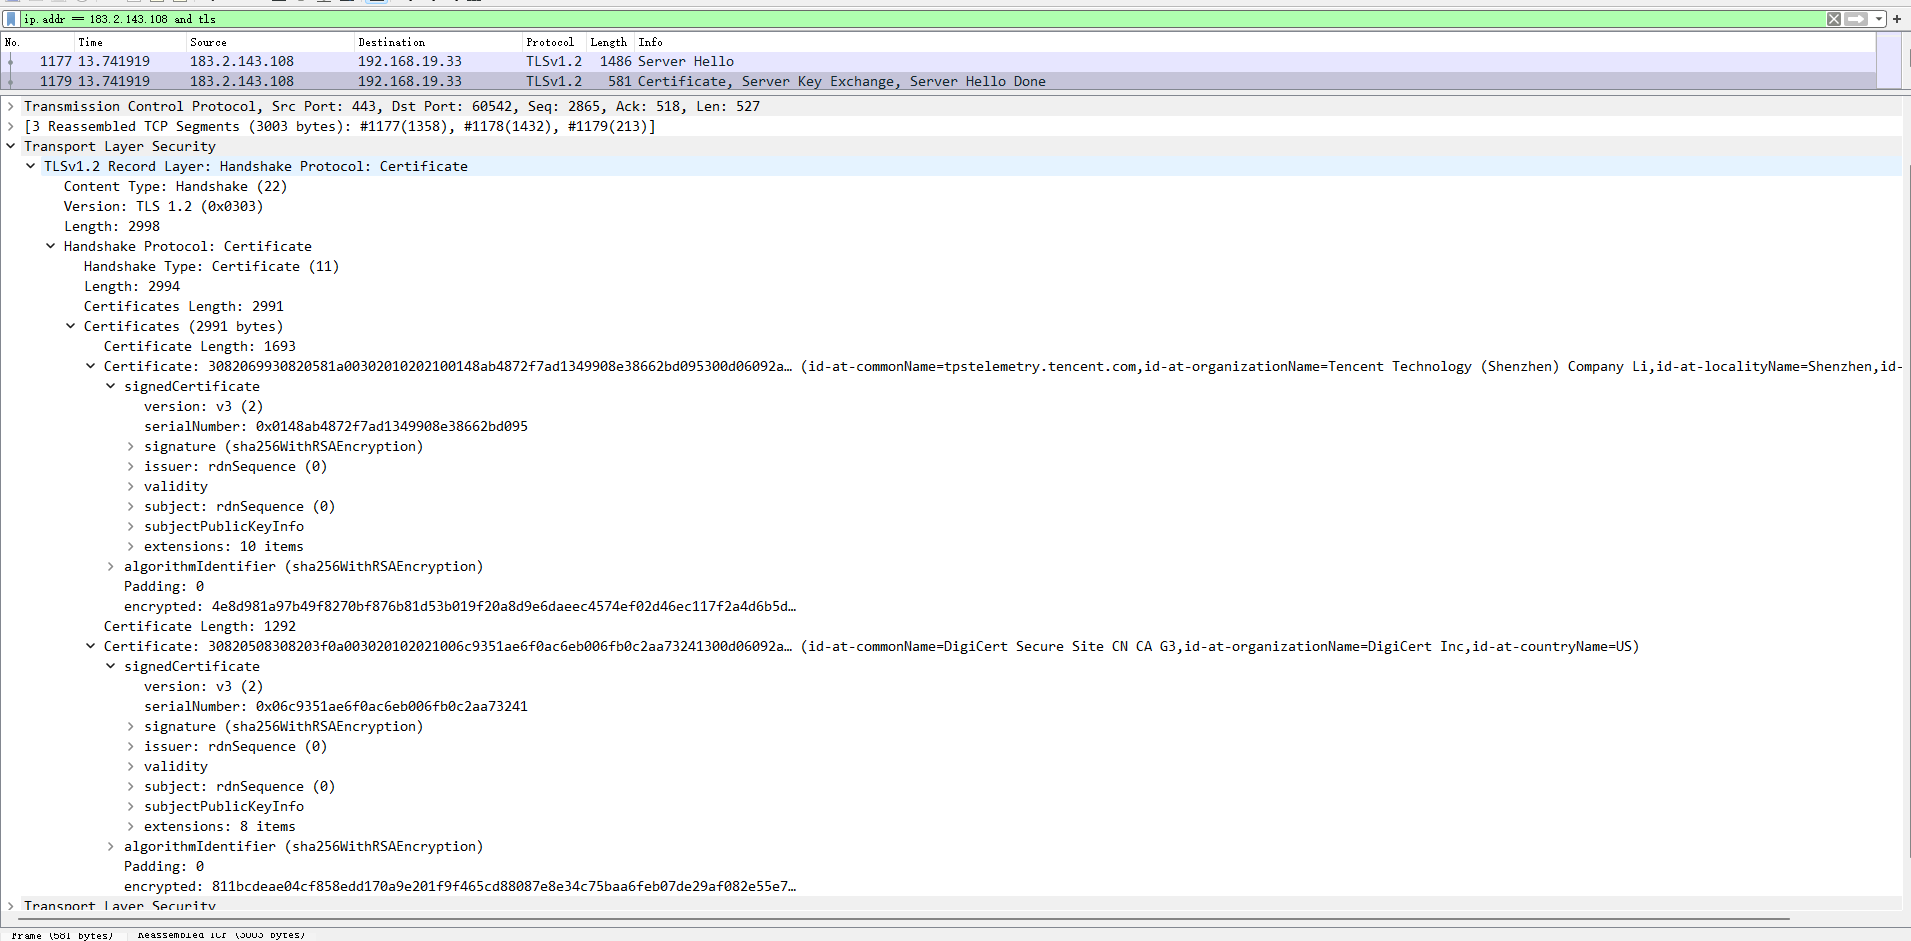 ip.addr == 183.2.143.108 and tls
No. Time Source Destination Protocol Length Info
1177 13.741919 183.2.143.108 192.168.19.33 TLSv1.2 1486 Server Hello
1179 13.741919 183.2.143.108 192.168.19.33 TLSv1.2 581 Certificate, Server Key Exchange, Server Hello Done
Transmission Control Protocol, Src Port: 443, Dst Port: 60542, Seq: 2865, Ack: 518, Len: 527
[3 Reassembled TCP Segments (3003 bytes): #1177(1358), #1178(1432), #1179(213)]
Transport Layer Security
TLSv1.2 Record Layer: Handshake Protocol: Certificate
Content Type: Handshake (22)
Version: TLS 1.2 (0x0303)
Length: 2998
Handshake Protocol: Certificate
Handshake Type: Certificate (11)
Length: 2994
Certificates Length: 2991
Certificates (2991 bytes)
Certificate Length: 1693
Certificate: 3082069930820581a00302010202100148ab4872f7ad1349908e38662bd095300d06092a… (id-at-commonName=tpstelemetry.tencent.com,id-at-organizationName=Tencent Technology (Shenzhen) Company Li,id-at-localityName=Shenzhen,id-
signedCertificate
version: v3 (2)
serialNumber: 0x0148ab4872f7ad1349908e38662bd095
signature (sha256WithRSAEncryption)
issuer: rdnSequence (0)
validity
subject: rdnSequence (0)
subjectPublicKeyInfo
extensions: 10 items
algorithmIdentifier (sha256WithRSAEncryption)
Padding: 0
encrypted: 4e8d981a97b49f8270bf876b81d53b019f20a8d9e6daeec4574ef02d46ec117f2a4d6b5d…
Certificate Length: 1292
Certificate: 30820508308203f0a003020102021006c9351ae6f0ac6eb006fb0c2aa73241300d06092a… (id-at-commonName=DigiCert Secure Site CN CA G3,id-at-organizationName=DigiCert Inc,id-at-countryName=US)
signedCertificate
version: v3 (2)
serialNumber: 0x06c9351ae6f0ac6eb006fb0c2aa73241
signature (sha256WithRSAEncryption)
issuer: rdnSequence (0)
validity
subject: rdnSequence (0)
subjectPublicKeyInfo
extensions: 8 items
algorithmIdentifier (sha256WithRSAEncryption)
Padding: 0
encrypted: 811bcdeae04cf858edd170a9e201f9f465cd88087e8e34c75baa6feb07de29af082e55e7…
Transport Layer Security
Frame (581 bytes) Reassembled TCP (3003 bytes)